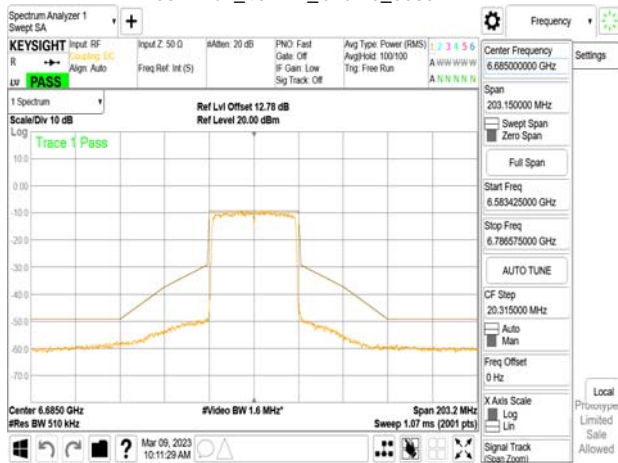 Spectrum Analyzer 1
Swept SA
+
Frequency
KEYSIGHT
R
LU
PASS
Input: RF
Coupling: DC
Align: Auto
Input Z: 50 Ω
Freq Ref: Int (S)
#Atten: 20 dB
PNO: Fast
Gate: Off
IF Gain: Low
Sig Track: Off
Avg Type: Power (RMS)
Avg|Hold: 100/100
Trig: Free Run
1 2 3 4 5 6
A W W W W W
A N N N N N
1 Spectrum
Scale/Div 10 dB
Ref Lvl Offset 12.78 dB
Ref Level 20.00 dBm
Log
Trace 1 Pass
10.0
0.00
-10.0
-20.0
-30.0
-40.0
-50.0
-60.0
-70.0
Center 6.6850 GHz
#Res BW 510 kHz
#Video BW 1.6 MHz*
Span 203.2 MHz
Sweep 1.07 ms (2001 pts)
Mar 09, 2023
10:11:29 AM
?
Center Frequency
6.685000000 GHz
Settings
Span
203.150000 MHz
Swept Span
Zero Span
Full Span
Start Freq
6.583425000 GHz
Stop Freq
6.786575000 GHz
AUTO TUNE
CF Step
20.315000 MHz
Auto
Man
Freq Offset
0 Hz
X Axis Scale
Log
Lin
Signal Track
(Span Zoom)
Local
Prototype
Limited
Sale
Allowed